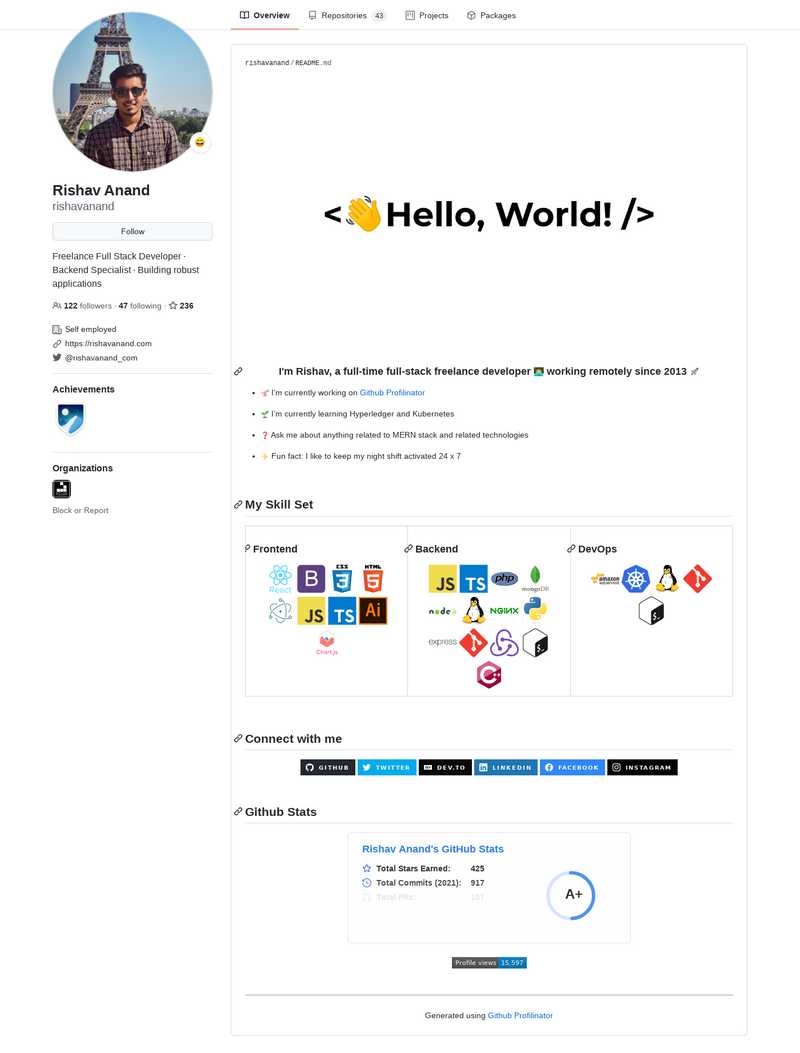 Overview
Repositories 43
Projects
Packages
Rishav Anand
rishavanand
Follow
Freelance Full Stack Developer ·
Backend Specialist · Building robust
applications
122 followers · 47 following · 236
Self employed
https://rishavanand.com
@rishavanand_com
Achievements
Organizations
Block or Report
rishavanand / README.md
<👋Hello, World! />
I'm Rishav, a full-time full-stack freelance developer 👨‍💻 working remotely since 2013 🚀
• 🔭 I'm currently working on Github Profilinator
• 🌱 I'm currently learning Hyperledger and Kubernetes
• ❓ Ask me about anything related to MERN stack and related technologies
• ⚡ Fun fact: I like to keep my night shift activated 24 x 7
My Skill Set
Frontend
React
B
CSS
3
HTML
5
JS
TS
Ai
Chart.js
Backend
JS
TS
php
mongoDB
node
NGINX
express
$_
C++
DevOps
amazon
webservices
$_
Connect with me
GITHUB
TWITTER
DEV.TO
LINKEDIN
FACEBOOK
INSTAGRAM
Github Stats
Rishav Anand's GitHub Stats
Total Stars Earned: 425
Total Commits (2021): 917
Total PRs:
A+
Profile views 15,597
Generated using Github Profilinator